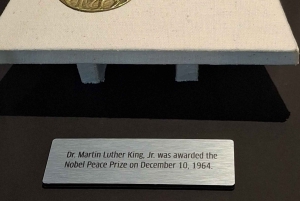 Dr. Martin Luther King, Jr. was awarded the
Nobel Peace Prize on December 10, 1964.